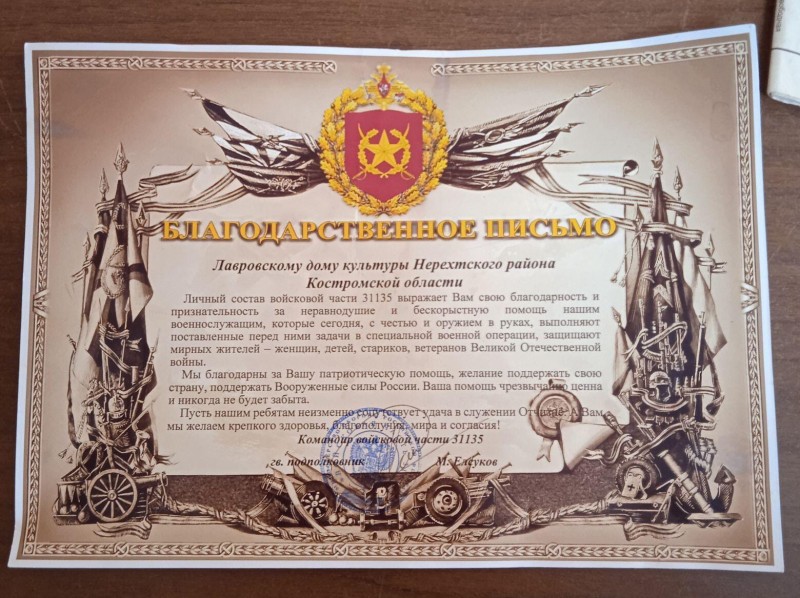 БЛАГОДАРСТВЕННОЕ ПИСЬМО
Лавровскому дому культуры Нерехтского района
Костромской области
Личный состав войсковой части 31135 выражает Вам свою благодарность и
признательность за неравнодушие и бескорыстную помощь нашим
военнослужащим, которые сегодня, с честью и оружием в руках, выполняют
поставленные перед ними задачи в специальной военной операции, защищают
мирных жителей – женщин, детей, стариков, ветеранов Великой Отечественной
войны.
Мы благодарны за Вашу патриотическую помощь, желание поддержать свою
страну, поддержать Вооруженные силы России. Ваша помощь чрезвычайно ценна
и никогда не будет забыта.
Пусть нашим ребятам неизменно сопутствует удача в служении Отчизне. А Вам
мы желаем крепкого здоровья, благополучия, мира и согласия!
Командир войсковой части 31135
гв. подполковник М. Елсуков